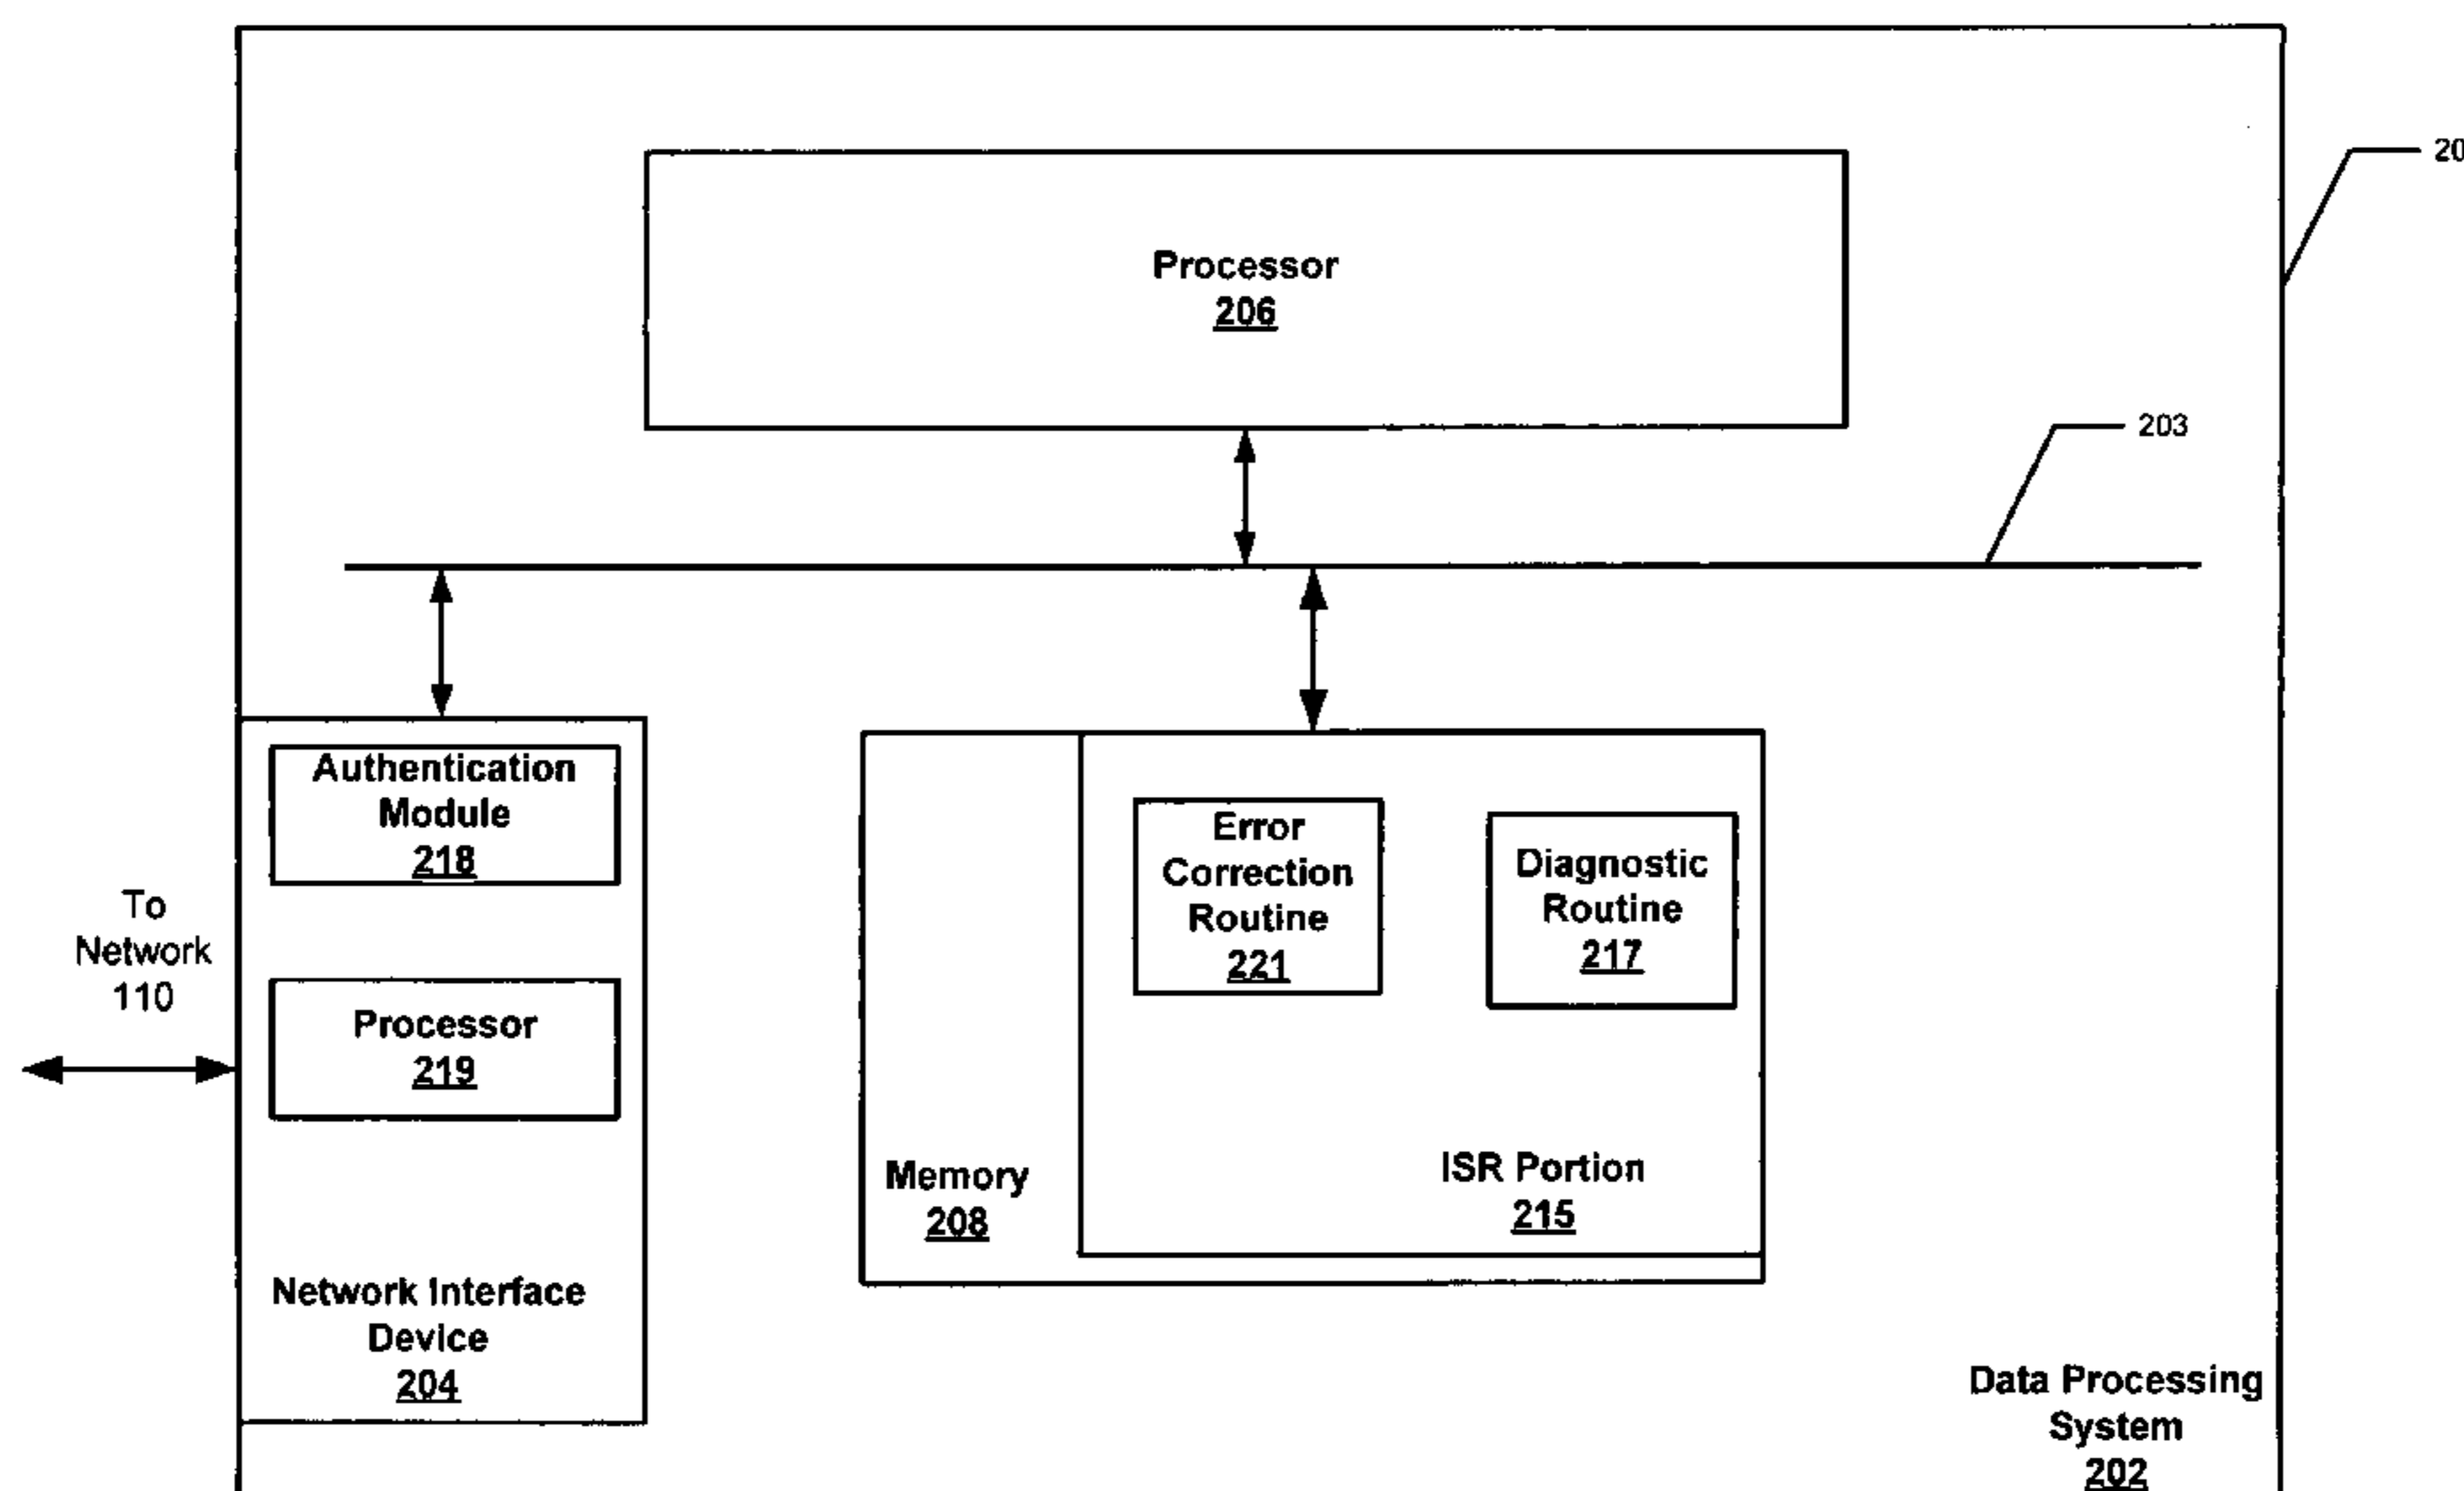 Processor
206
203
Authentication
Module
218
To
Network
110
Processor
219
Network Interface
Device
204
Error
Correction
Routine
221
Diagnostic
Routine
217
Memory
208
ISR Portion
215
Data Processing
System
202